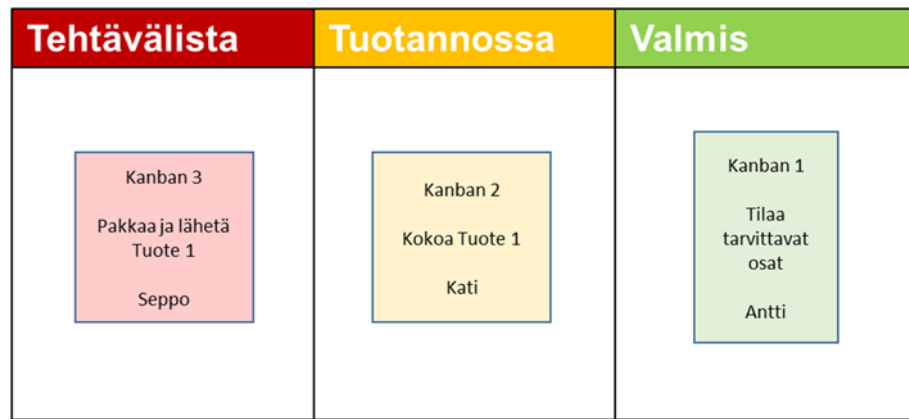 Tehtävälista
Tuotannossa
Valmis
Kanban 3
Pakkaa ja lähetä
Tuote 1
Seppo
Kanban 2
Kokoa Tuote 1
Kati
Kanban 1
Tilaa
tarvittavat
osat
Antti